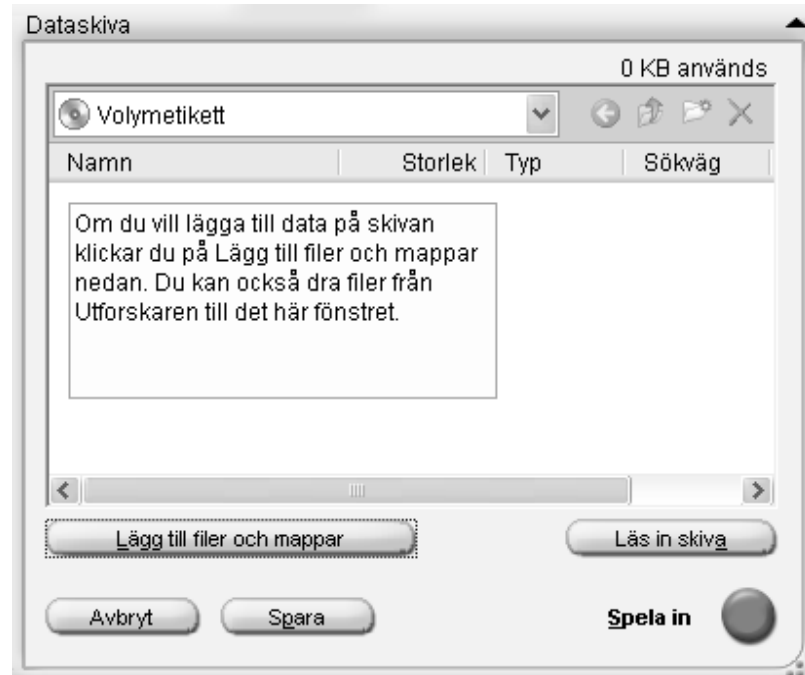 Dataskiva
0 KB används
Volymetikett
Namn Storlek Typ Sökväg
Om du vill lägga till data på skivan
klickar du på Lägg till filer och mappar
nedan. Du kan också dra filer från
Utforskaren till det här fönstret.
Lägg till filer och mappar Läs in skiva
Avbryt Spara Spela in